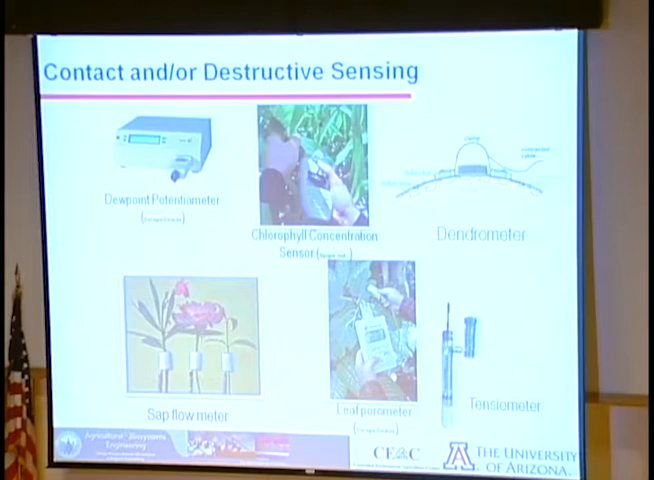 Contact and/or Destructive Sensing
Dewpoint Potentiometer
Chlorophyll Concentration
Sensor
Dendrometer
Sap flow meter
Leaf porometer
Tensiometer
Agricultural & Biosystems
Engineering
THE UNIVERSITY
OF ARIZONA.